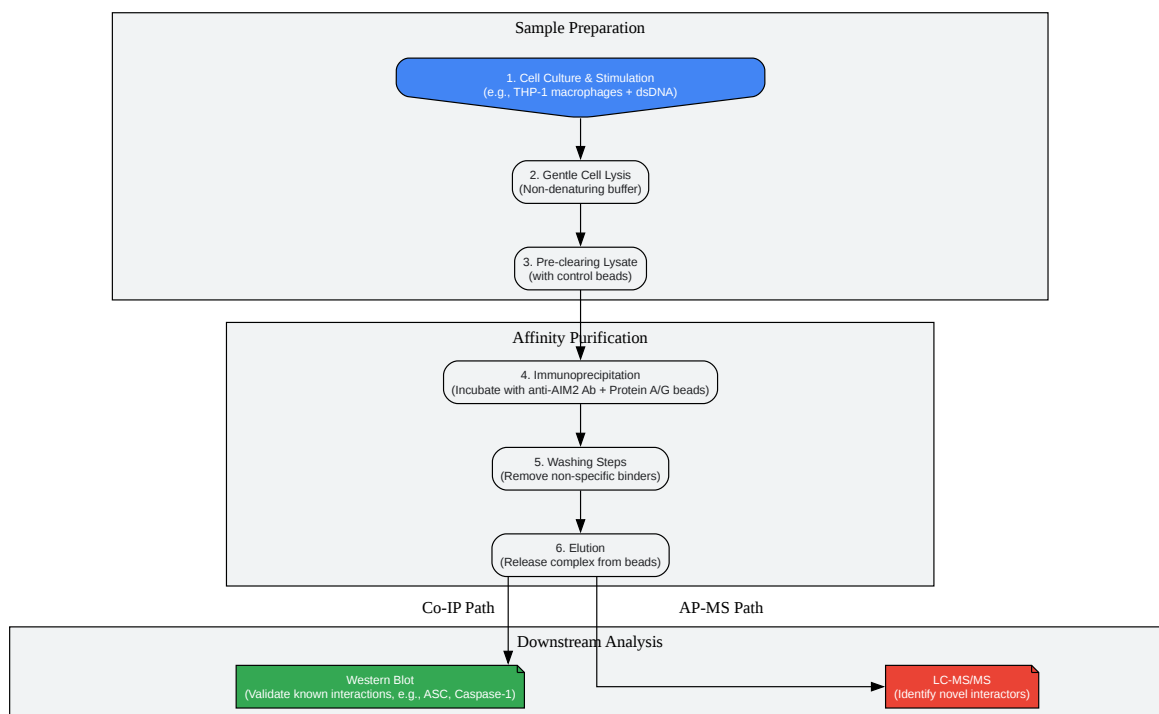 Sample Preparation
1. Cell Culture & Stimulation
(e.g., THP-1 macrophages + dsDNA)
2. Gentle Cell Lysis
(Non-denaturing buffer)
3. Pre-clearing Lysate
(with control beads)
Affinity Purification
4. Immunoprecipitation
(Incubate with anti-AIM2 Ab + Protein A/G beads)
5. Washing Steps
(Remove non-specific binders)
6. Elution
(Release complex from beads)
Co-IP Path
AP-MS Path
Downstream Analysis
Western Blot
(Validate known interactions, e.g., ASC, Caspase-1)
LC-MS/MS
(Identify novel interactors)